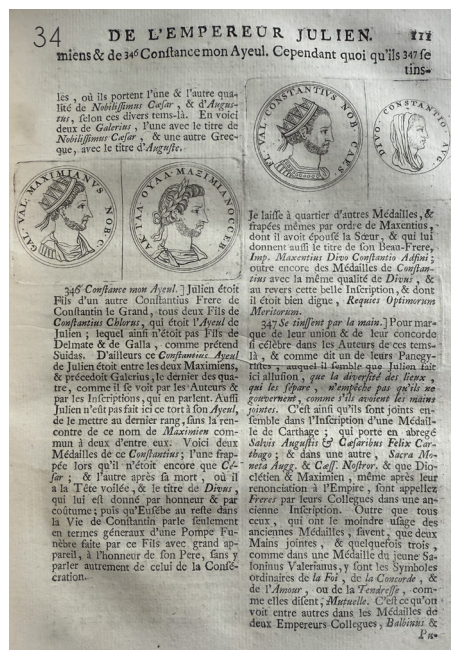 34
DE L'EMPEREUR JULIEN. III
miens & de 346 Constance mon Ayeul. Cependant quoi qu'ils 347 se
tins-
lés, où ils portent l'une & l'autre qua-
lité de Nobilissimus Cæsar, & d'Augus-
tus, selon ces divers tems-là. En voici
deux de Galerius, l'une avec le titre de
Nobilissimus Cæsar, & une autre Grec-
que, avec le titre d'Auguste.
GAL. VAL. MAXIMIANVS NOB. C.
ΑΚ. ΓΑΛ. ΟΥΑΛ. ΜΑΞΙΜΙΑΝΟC CEB
346 Constance mon Ayeul.] Julien étoit
Fils d'un autre Constantius Frere de
Constantin le Grand, tous deux Fils de
Constantius Chlorus, qui étoit l'Ayeul de
Julien; lequel ainsi n'étoit pas Fils de
Delmate & de Galla, comme prétend
Suidas. D'ailleurs ce Constantius Ayeul
de Julien étoit entre les deux Maximiens,
& précedoit Galerius, le dernier des qua-
tre, comme il se voit par les Auteurs &
par les Inscriptions, qui en parlent. Aussi
Julien n'eût pas fait ici ce tort à son Ayeul,
de le mettre au dernier rang, sans la ren-
contre de ce nom de Maximien com-
mun à deux d'entre eux. Voici deux
Médailles de ce Constantius; l'une frap-
pée lors qu'il n'étoit encore que Cé-
sar; & l'autre après sa mort, où il
a la Tête voilée, & le titre de Divus,
qui lui est donné par honneur & par
coûtume; puis qu'Eusébe au reste dans
la Vie de Constantin parle seulement
en termes géneraux d'une Pompe Fu-
nèbre faite par ce Fils avec grand ap-
pareil, à l'honneur de son Pere, sans y
parler autrement de celui de la Consé-
cration.
FL. VAL. CONSTANTIVS NOB CAES
DIVO CONSTANTIO AVG.
Je laisse à quartier d'autres Médailles, &
frapées mêmes par ordre de Maxentius,
dont il avoit épousé la Sœur, & qui lui
donnent aussi le titre de son Beau-Frere,
Imp. Maxentius Divo Constantio Adfini;
outre encore des Médailles de Constan-
tius avec la même qualité de Divus, &
au revers cette belle Inscription, & dont
il étoit bien digne, Requies Optimorum
Meritorum.
347 Se tinssent par la main.] Pour mar-
que de leur union & de leur concorde
si célebre dans les Auteurs de ces tems-
là, & comme dit un de leurs Panegy-
ristes, auquel il semble que Julien fait
ici allusion, que la diversité des lieux,
qui les sépare, n'empêche pas qu'ils ne
gouvernent, comme s'ils avoient les mains
jointes. C'est ainsi qu'ils sont joints en-
semble dans l'Inscription d'une Médail-
le de Carthage; qui porte en abregé
Salvis Augustis & Cæsaribus Felix Car-
thago; & dans une autre, Sacra Mo-
neta Augg. & Cæss. Nostror. & que Dio-
clétien & Maximien, même après leur
renonciation à l'Empire, sont appellez
Freres par leurs Collegues dans une an-
cienne Inscription. Outre que tous
ceux, qui ont le moindre usage des
anciennes Médailles, savent, que deux
Mains jointes, & quelquefois trois,
comme dans une Médaille du jeune Sa-
loninus Valerianus, y sont les Symboles
ordinaires de la Foi, de la Concorde, &
de l'Amour, ou de la Tendresse, com-
me elles disent, Mutuelle. C'est ce qu'on
voit entre autres dans les Médailles de
deux Empereurs Collegues, Balbinus &
Pu-